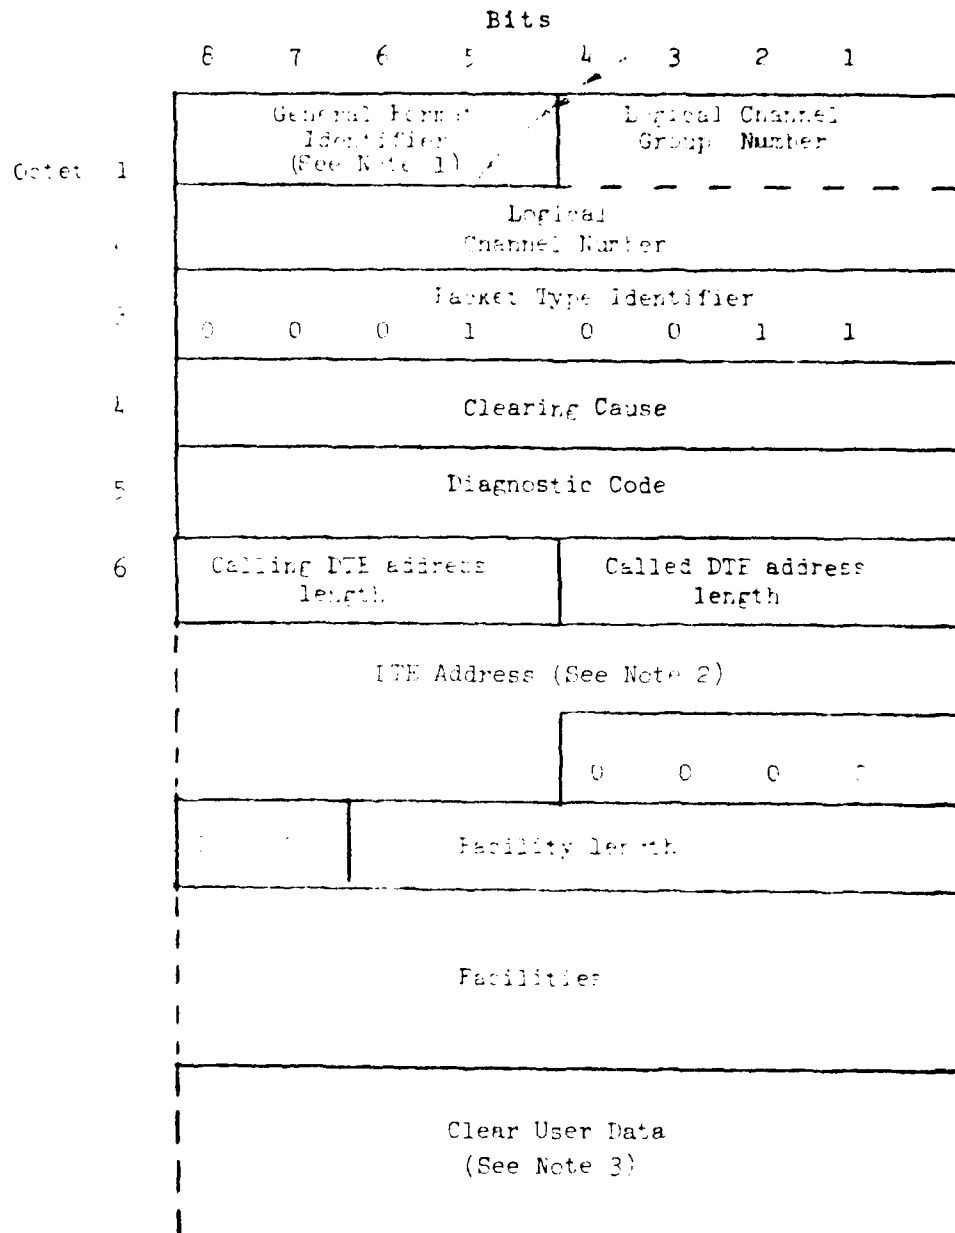 Bits
8 7 6 5 4 3 2 1
General Format Logical Channel
Identifier Group Number
(See Note 1)
Octet 1
Logical
Channel Number
Packet Type Identifier
3 0 0 0 1 0 0 1 1
4 Clearing Cause
5 Diagnostic Code
6 Calling DTE address Called DTE address
length length
DTE Address (See Note 2)
0 0 0
Facility length
Facilities
Clear User Data
(See Note 3)